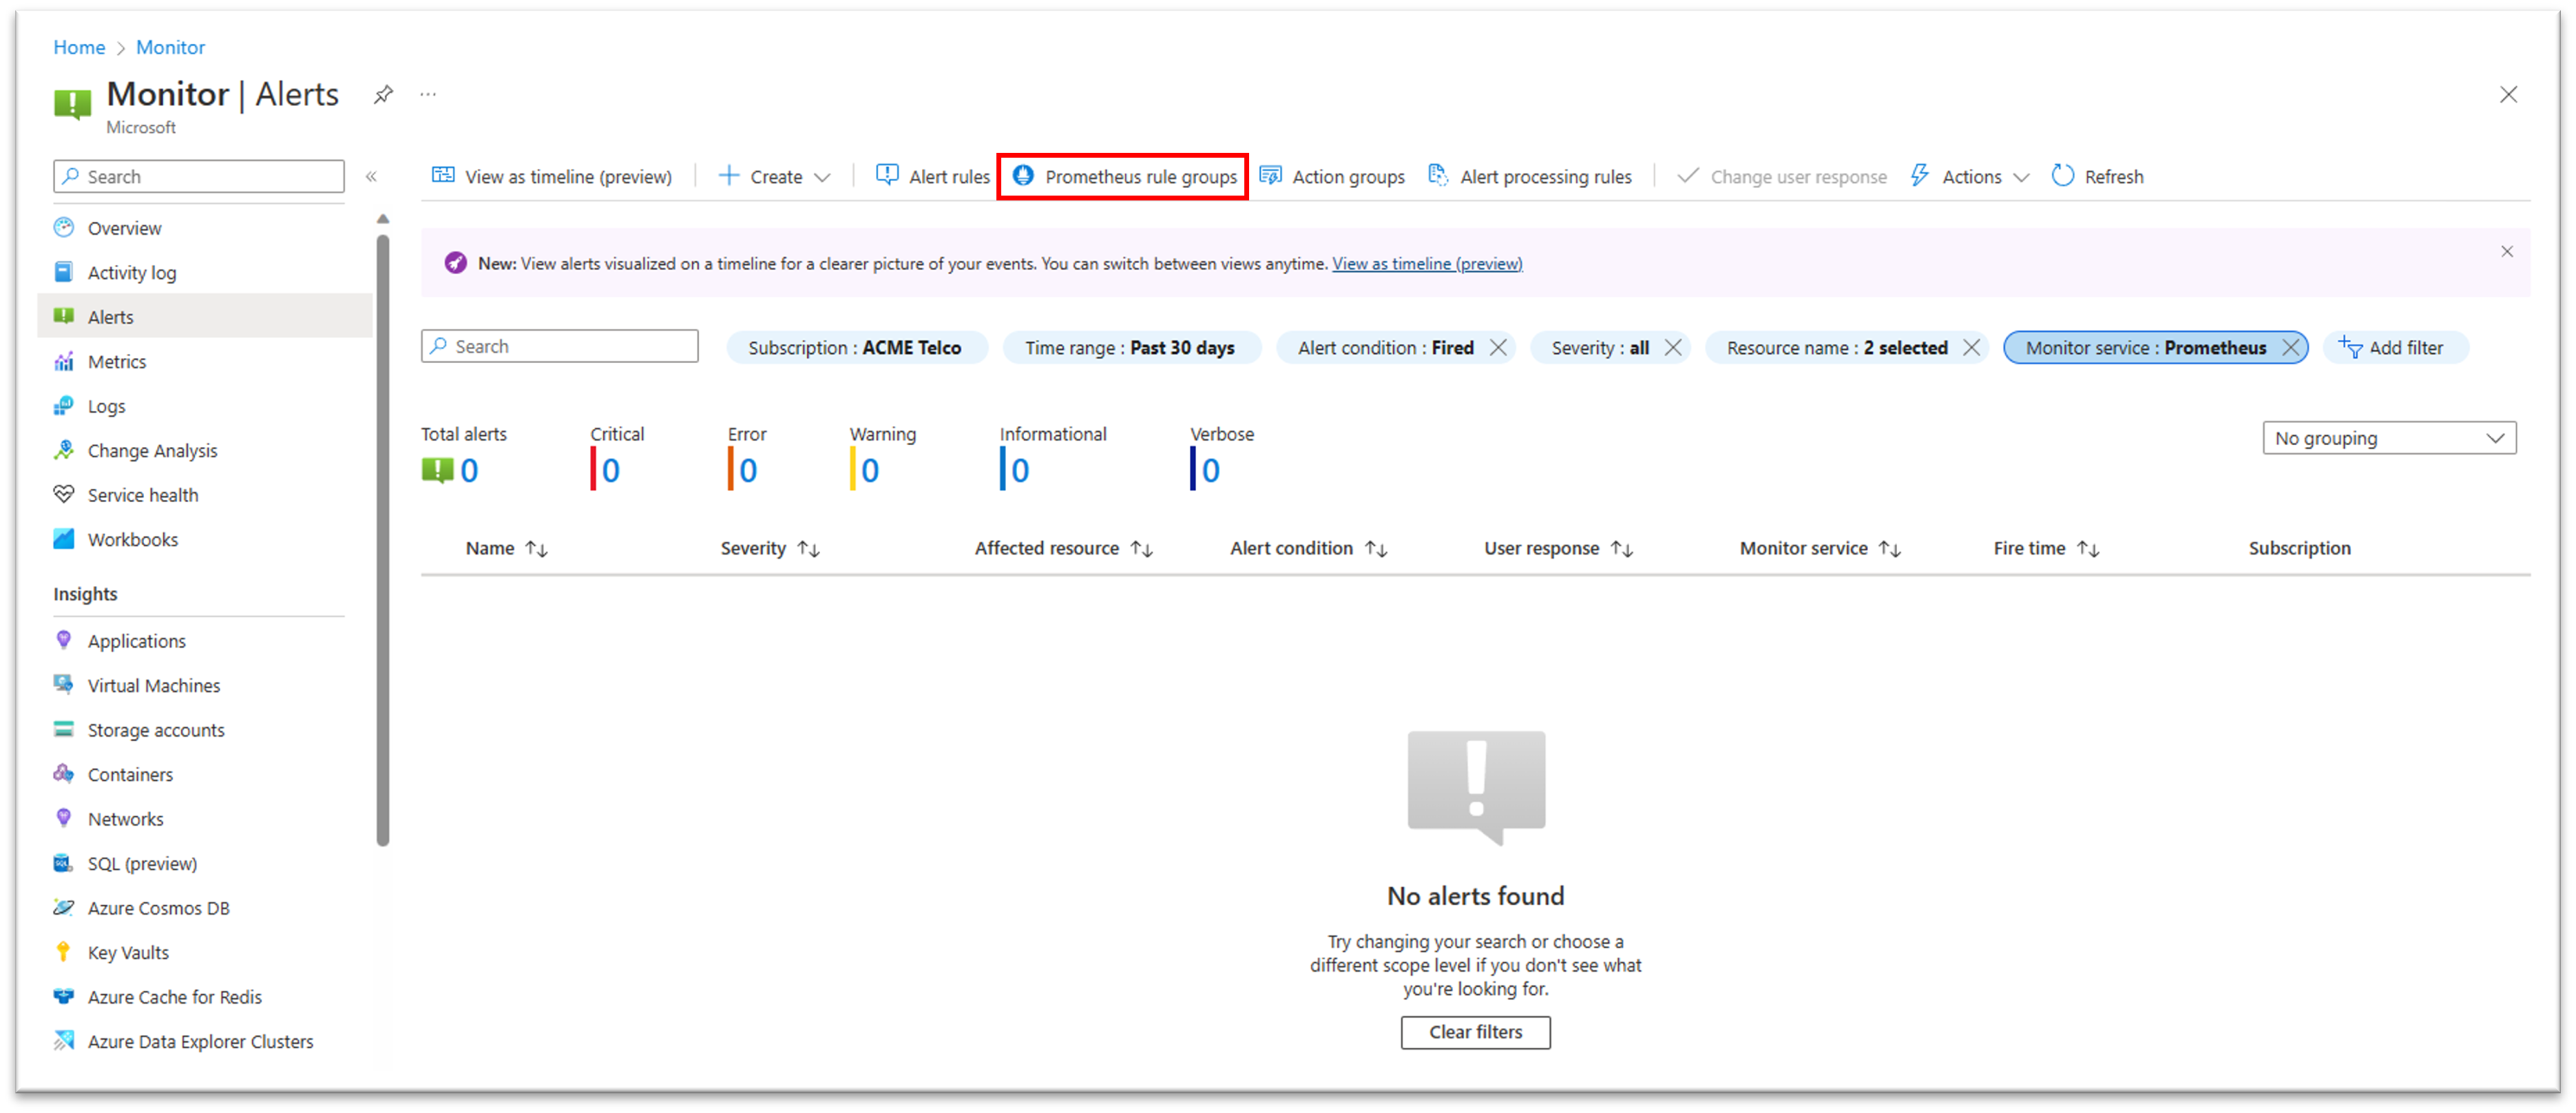 Home > Monitor
Monitor | Alerts
Microsoft
Search
View as timeline (preview)
Create
Alert rules
Prometheus rule groups
Action groups
Alert processing rules
Change user response
Actions
Refresh
Overview
Activity log
Alerts
Metrics
Logs
Change Analysis
Service health
Workbooks
Insights
Applications
Virtual Machines
Storage accounts
Containers
Networks
SQL (preview)
Azure Cosmos DB
Key Vaults
Azure Cache for Redis
Azure Data Explorer Clusters
New: View alerts visualized on a timeline for a clearer picture of your events. You can switch between views anytime. View as timeline (preview)
Search
Subscription : ACME Telco
Time range : Past 30 days
Alert condition : Fired
Severity : all
Resource name : 2 selected
Monitor service : Prometheus
Add filter
Total alerts
0
Critical
0
Error
0
Warning
0
Informational
0
Verbose
0
No grouping
Name
Severity
Affected resource
Alert condition
User response
Monitor service
Fire time
Subscription
No alerts found
Try changing your search or choose a
different scope level if you don't see what
you're looking for.
Clear filters